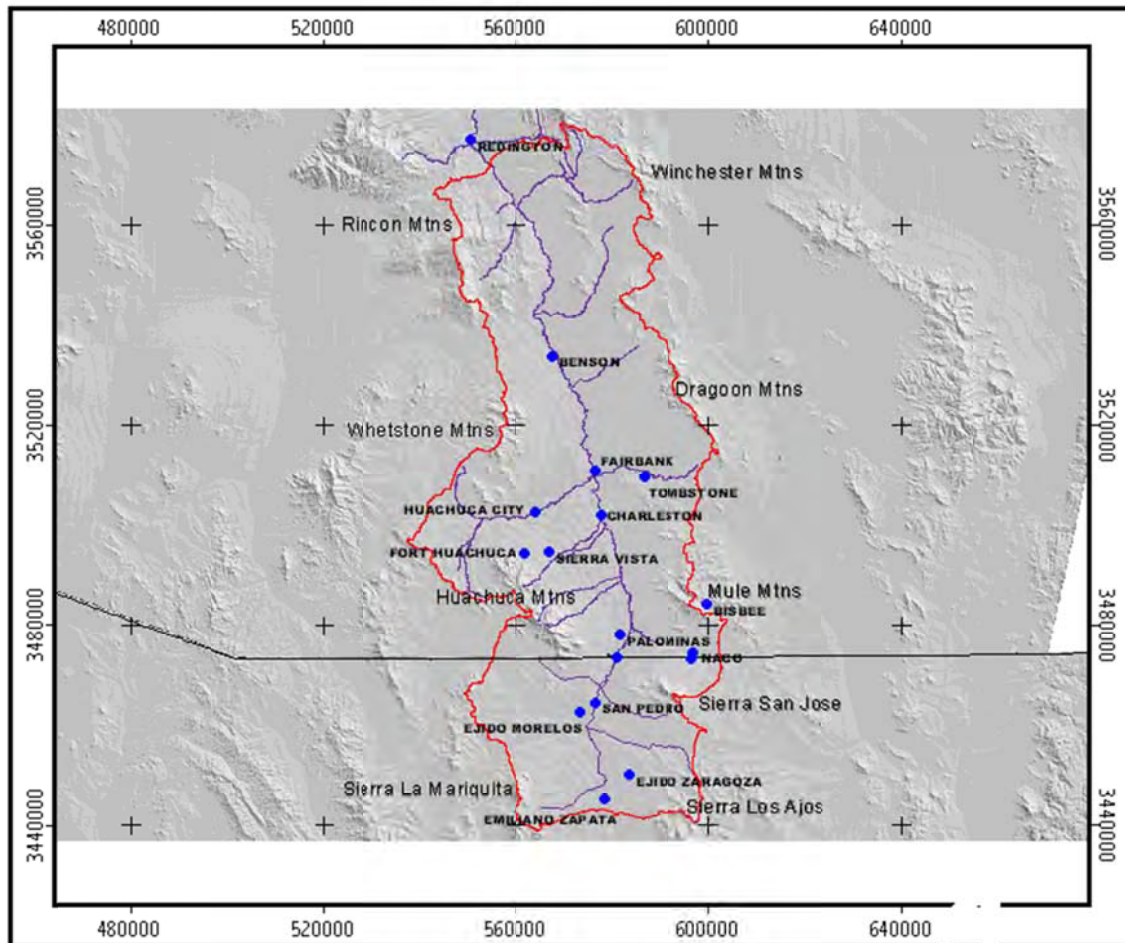 480000 520000 560000 600000 640000
REDINGTON
Winchester Mtns
Rincon Mtns
3560000
3560000
BENSON
Dragoon Mtns
Whetstone Mtns
3520000
3520000
FAIRBANK
TOMBSTONE
HUACHUCA CITY
CHARLESTON
FORT HUACHUCA
SIERRA VISTA
Huachuca Mtns
Mule Mtns
BISBEE
3480000
3480000
PALOMINAS
NACO
SAN PEDRO
Sierra San Jose
EJIDO MORELOS
EJIDO ZARAGOZA
Sierra La Mariquita
Sierra Los Ajos
EMILIANO ZAPATA
3440000
3440000
480000 520000 560000 600000 640000